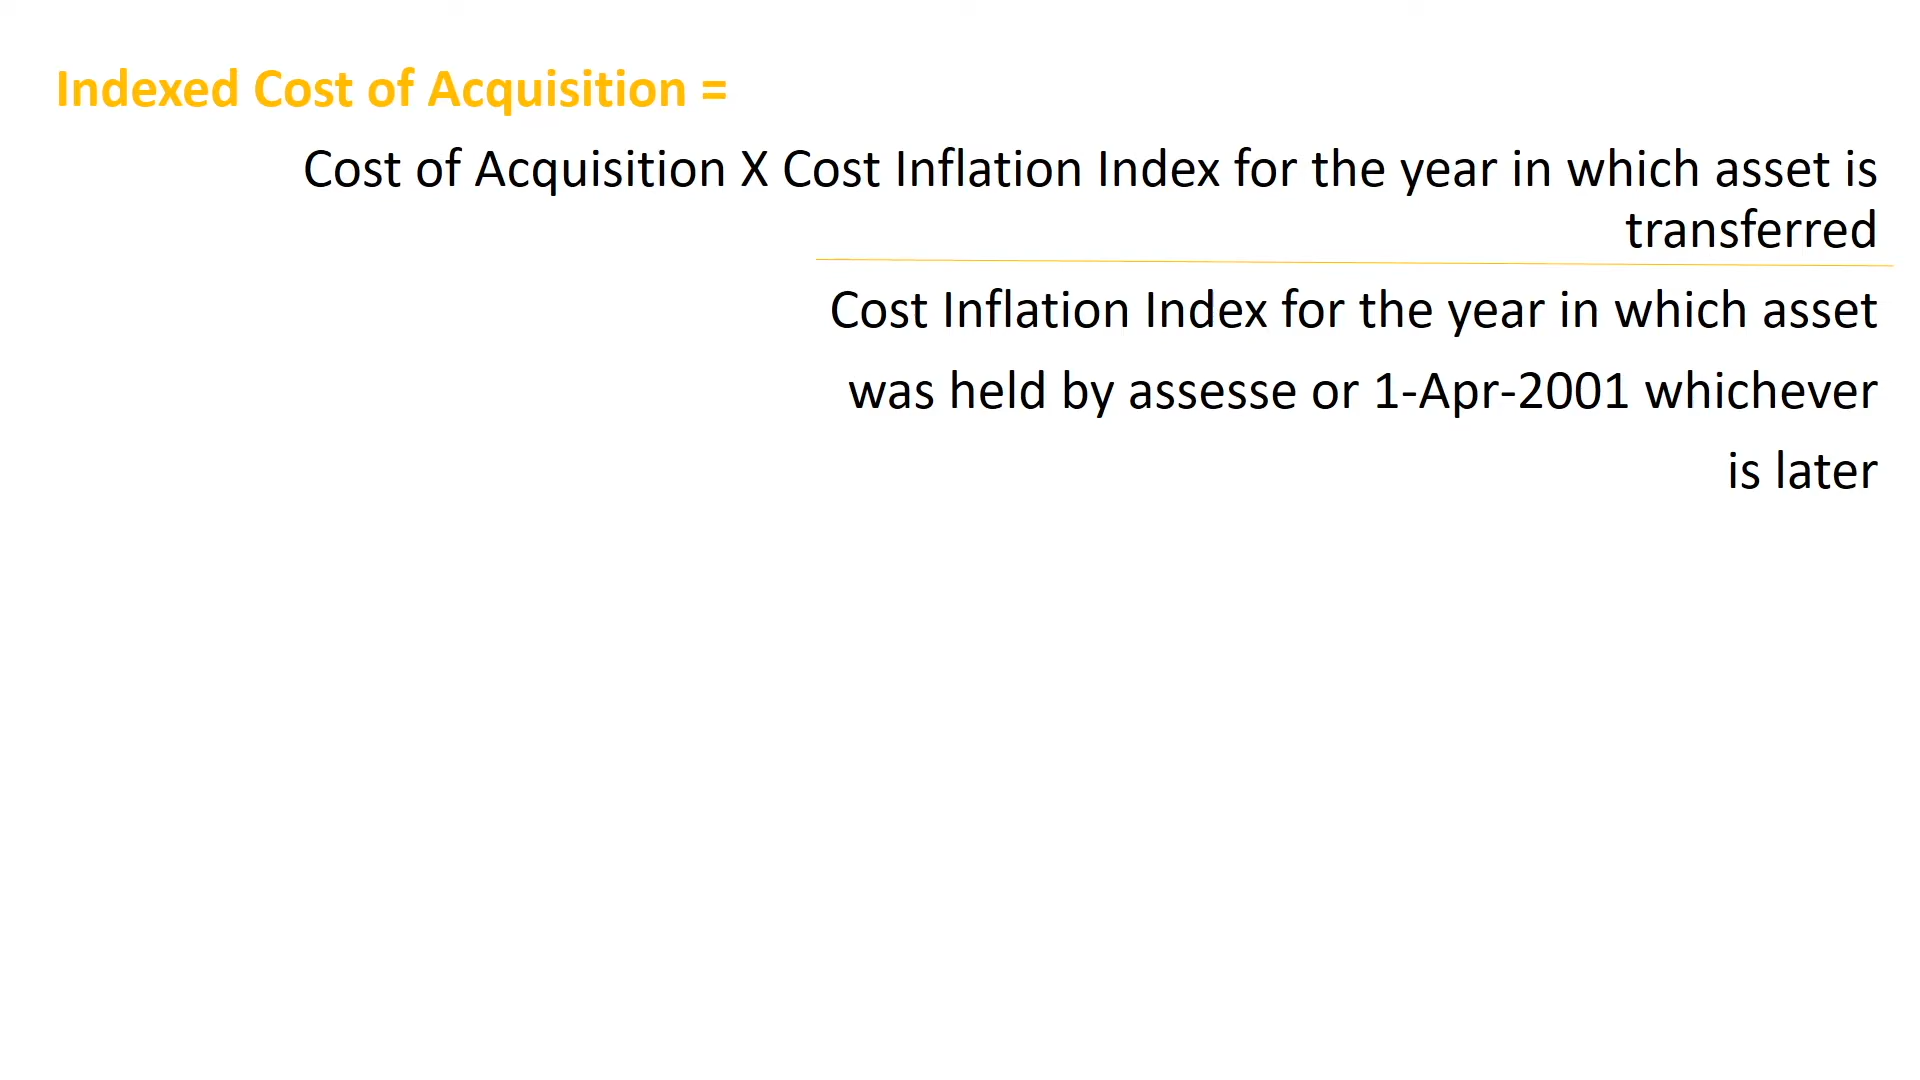 Indexed Cost of Acquisition =
Cost of Acquisition X Cost Inflation Index for the year in which asset is
transferred
Cost Inflation Index for the year in which asset
was held by assesse or 1-Apr-2001 whichever
is later